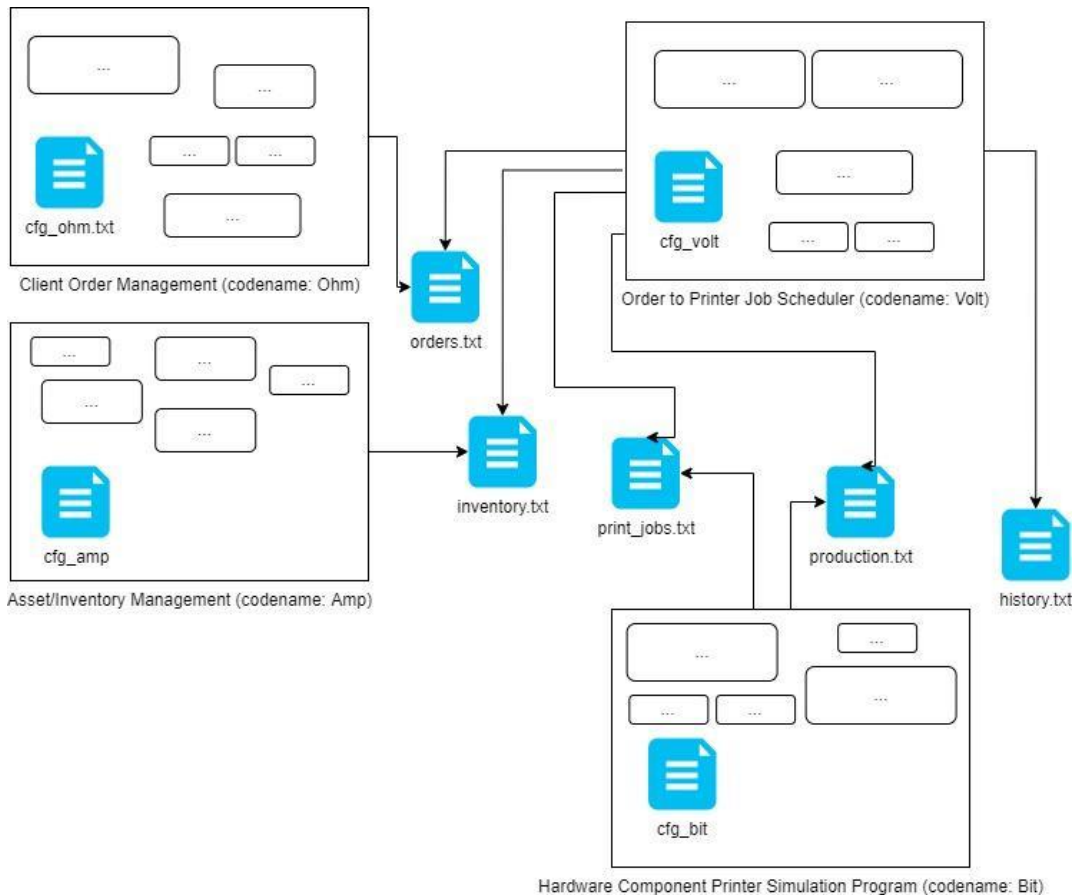 ...
...
... ...
...
cfg_ohm.txt
Client Order Management (codename: Ohm)
... ...
...
... ...
cfg_volt
Order to Printer Job Scheduler (codename: Volt)
orders.txt
...
...
...
...
...
cfg_amp
Asset/Inventory Management (codename: Amp)
inventory.txt
print_jobs.txt
production.txt
history.txt
...
...
... ...
...
cfg_bit
Hardware Component Printer Simulation Program (codename: Bit)